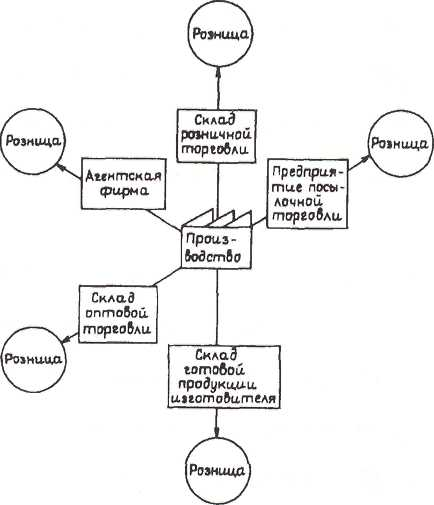 Розница
Склад
розничной
торговли
Розница
Розница
Агентская
фирма
Предприя-
тие посы-
лочной
торговли
Произ-
водство
Склад
оптовой
торговли
Розница
Склад
готовой
продукции
изготовителя
Розница